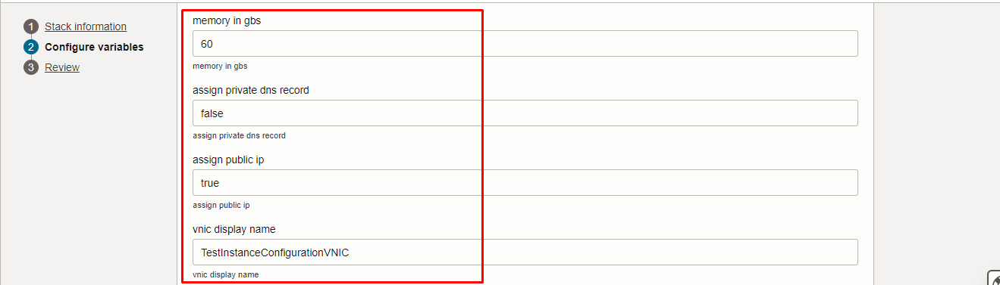 1 Stack information
2 Configure variables
3 Review
memory in gbs
60
memory in gbs
assign private dns record
false
assign private dns record
assign public ip
true
assign public ip
vnic display name
TestInstanceConfigurationVNIC
vnic display name